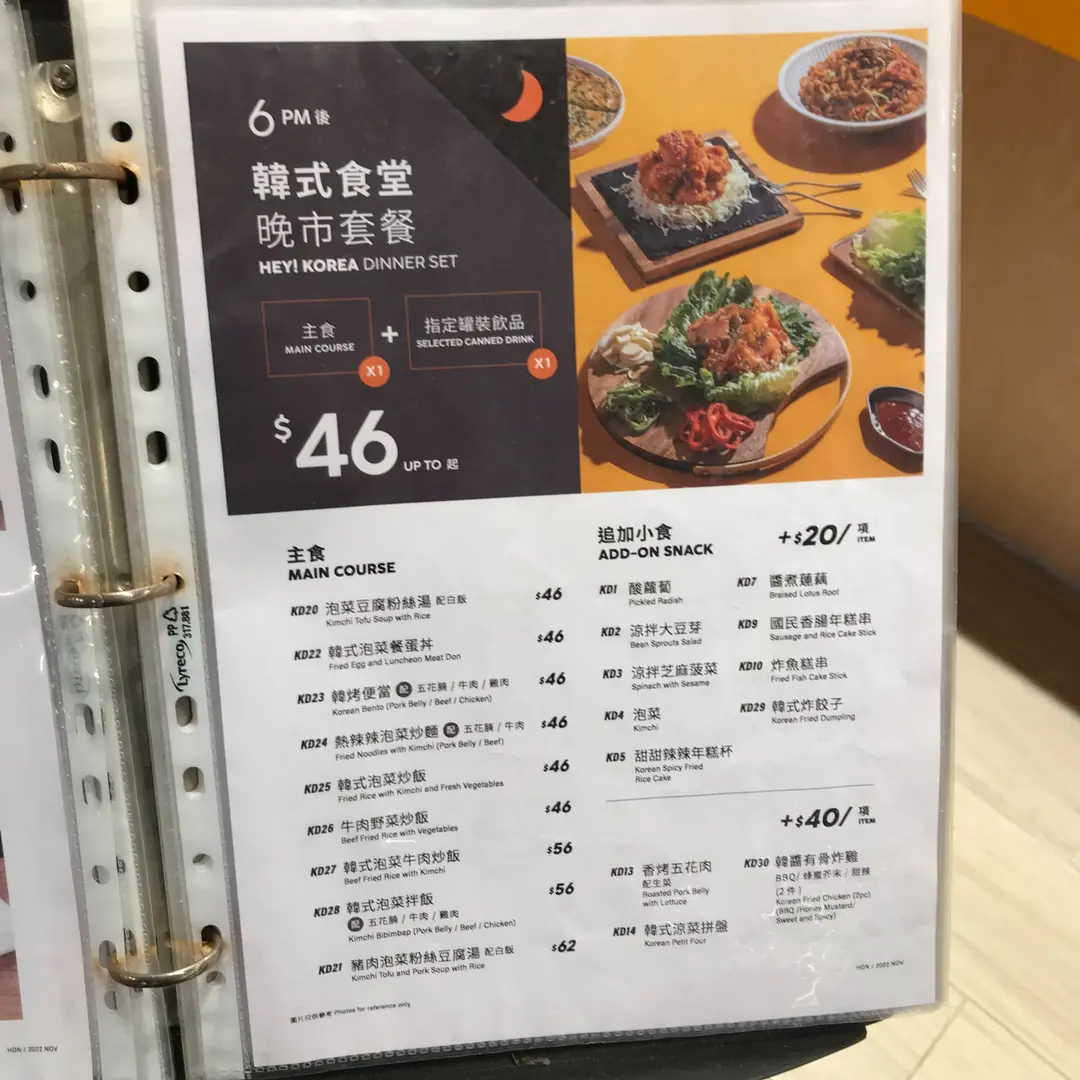 6 PM 後
韓式食堂
晚市套餐
HEY! KOREA DINNER SET
主食
MAIN COURSE
X1
+
指定罐裝飲品
SELECTED CANNED DRINK
X1
$46 UP TO 起
主食
MAIN COURSE
KD20 泡菜豆腐粉絲湯 配白飯 $46
Kimchi Tofu Soup with Rice
KD22 韓式泡菜餐蛋丼 $46
Fried Egg and Luncheon Meat Don
KD23 韓烤便當 配 五花腩 / 牛肉 / 雞肉 $46
Korean Bento (Pork Belly / Beef / Chicken)
KD24 熱辣辣泡菜炒麵 配 五花腩 / 牛肉 $46
Fried Noodles with Kimchi (Pork Belly / Beef)
KD25 韓式泡菜炒飯 $46
Fried Rice with Kimchi and Fresh Vegetables
KD26 牛肉野菜炒飯 $46
Beef Fried Rice with Vegetables
KD27 韓式泡菜牛肉炒飯 $56
Beef Fried Rice with Kimchi
KD28 韓式泡菜拌飯 $56
配 五花腩 / 牛肉 / 雞肉
Kimchi Bibimbap (Pork Belly / Beef / Chicken)
KD21 豬肉泡菜粉絲豆腐湯 配白飯 $62
Kimchi Tofu and Pork Soup with Rice
圖片只供參考 Photos for reference only
追加小食
ADD-ON SNACK
+$20/ 項
ITEM
KD1 酸蘿蔔
Pickled Radish
KD2 涼拌大豆芽
Bean Sprouts Salad
KD3 涼拌芝麻菠菜
Spinach with Sesame
KD4 泡菜
Kimchi
KD5 甜甜辣辣年糕杯
Korean Spicy Fried
Rice Cake
KD7 醬煮蓮藕
Braised Lotus Root
KD9 國民香腸年糕串
Sausage and Rice Cake Stick
KD10 炸魚糕串
Fried Fish Cake Stick
KD29 韓式炸餃子
Korean Fried Dumpling
+$40/ 項
ITEM
KD13 香烤五花肉
配生菜
Roasted Pork Belly
with Lettuce
KD14 韓式涼菜拼盤
Korean Petit Four
KD30 韓醬有骨炸雞
BBQ/ 蜂蜜芥末 / 甜辣
(2 件)
Korean Fried Chicken (2pc)
(BBQ /Honey Mustard/
Sweet and Spicy)
HDN / 2022 NOV
Lyreco PP 317.881
HDN / 2022 NOV